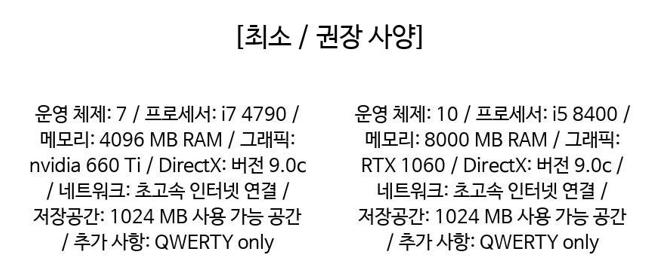 [최소 / 권장 사양]
운영 체제: 7 / 프로세서: i7 4790 /
메모리: 4096 MB RAM / 그래픽:
nvidia 660 Ti / DirectX: 버전 9.0c
/ 네트워크: 초고속 인터넷 연결 /
저장공간: 1024 MB 사용 가능 공간
/ 추가 사항: QWERTY only
운영 체제: 10 / 프로세서: i5 8400 /
메모리: 8000 MB RAM / 그래픽:
RTX 1060 / DirectX: 버전 9.0c /
네트워크: 초고속 인터넷 연결 /
저장공간: 1024 MB 사용 가능 공간
/ 추가 사항: QWERTY only